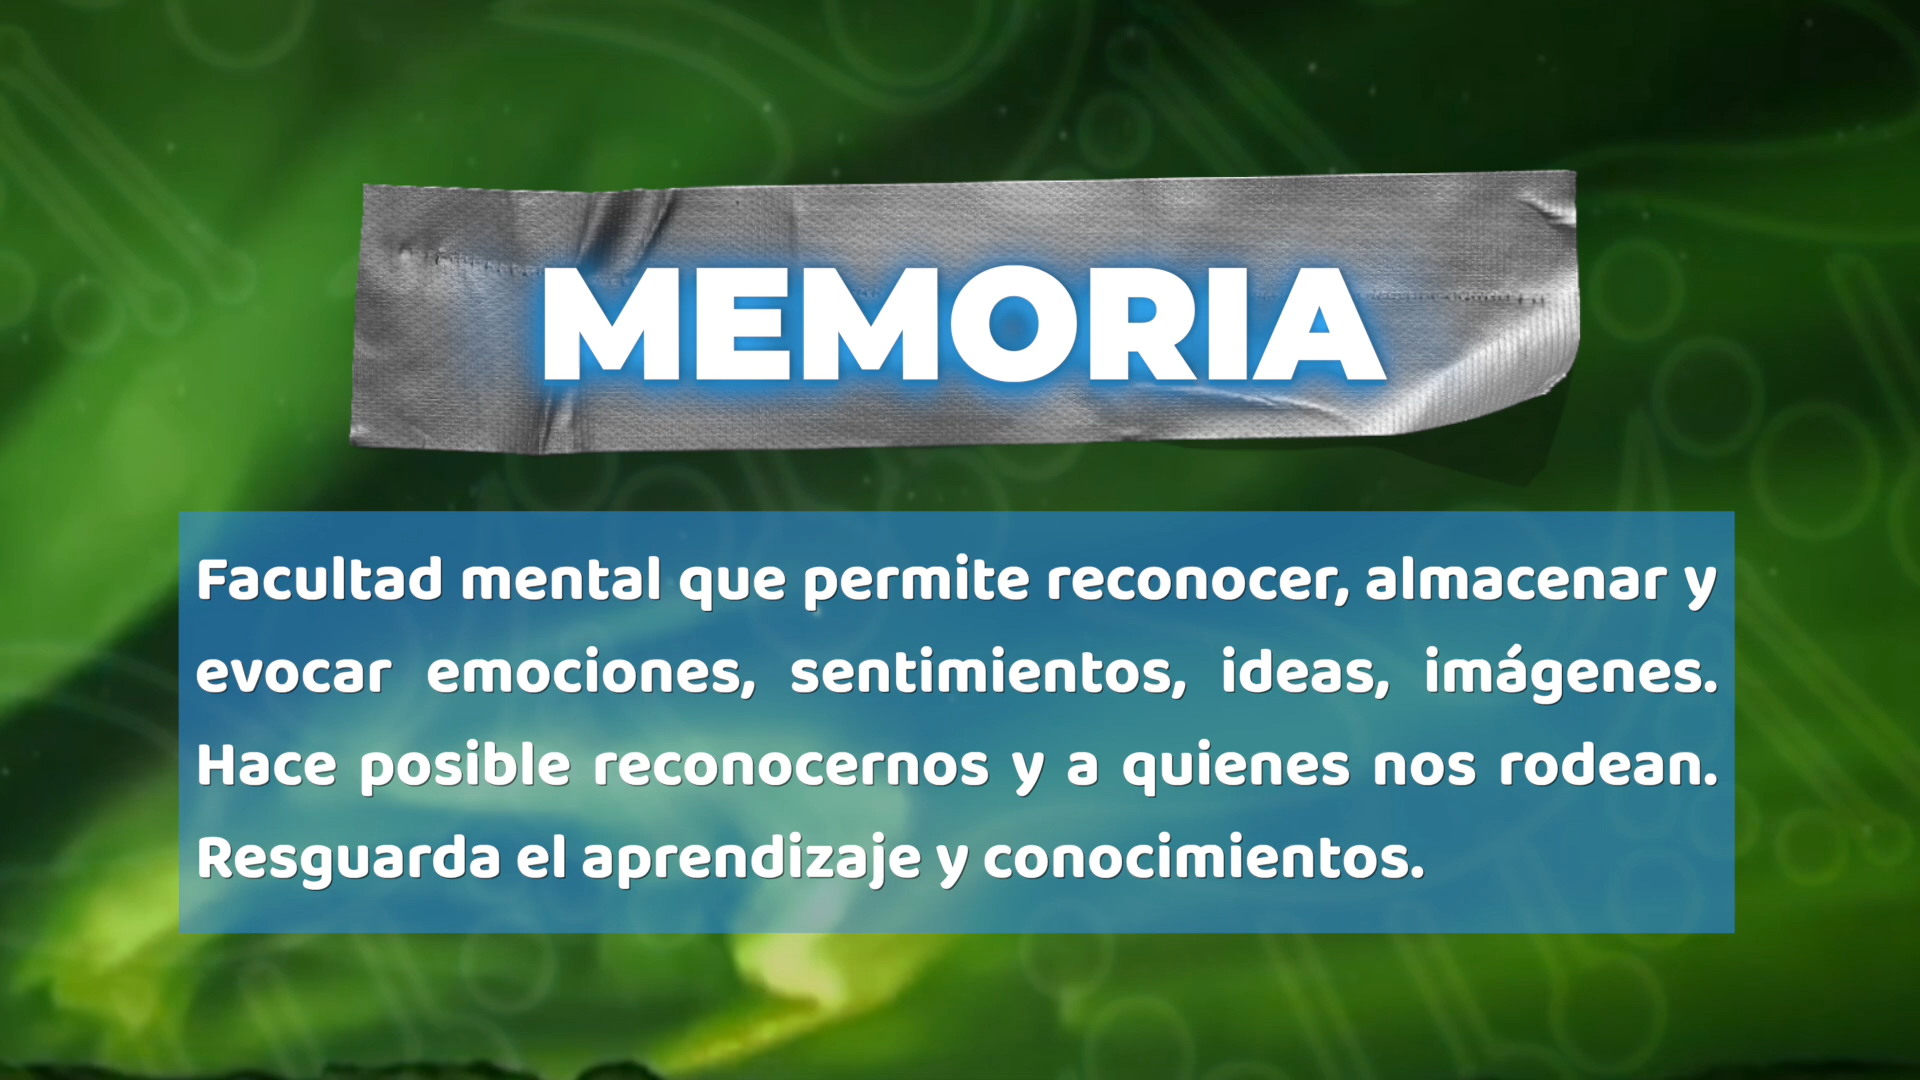 MEMORIA
Facultad mental que permite reconocer, almacenar y
evocar emociones, sentimientos, ideas, imágenes.
Hace posible reconocernos y a quienes nos rodean.
Resguarda el aprendizaje y conocimientos.